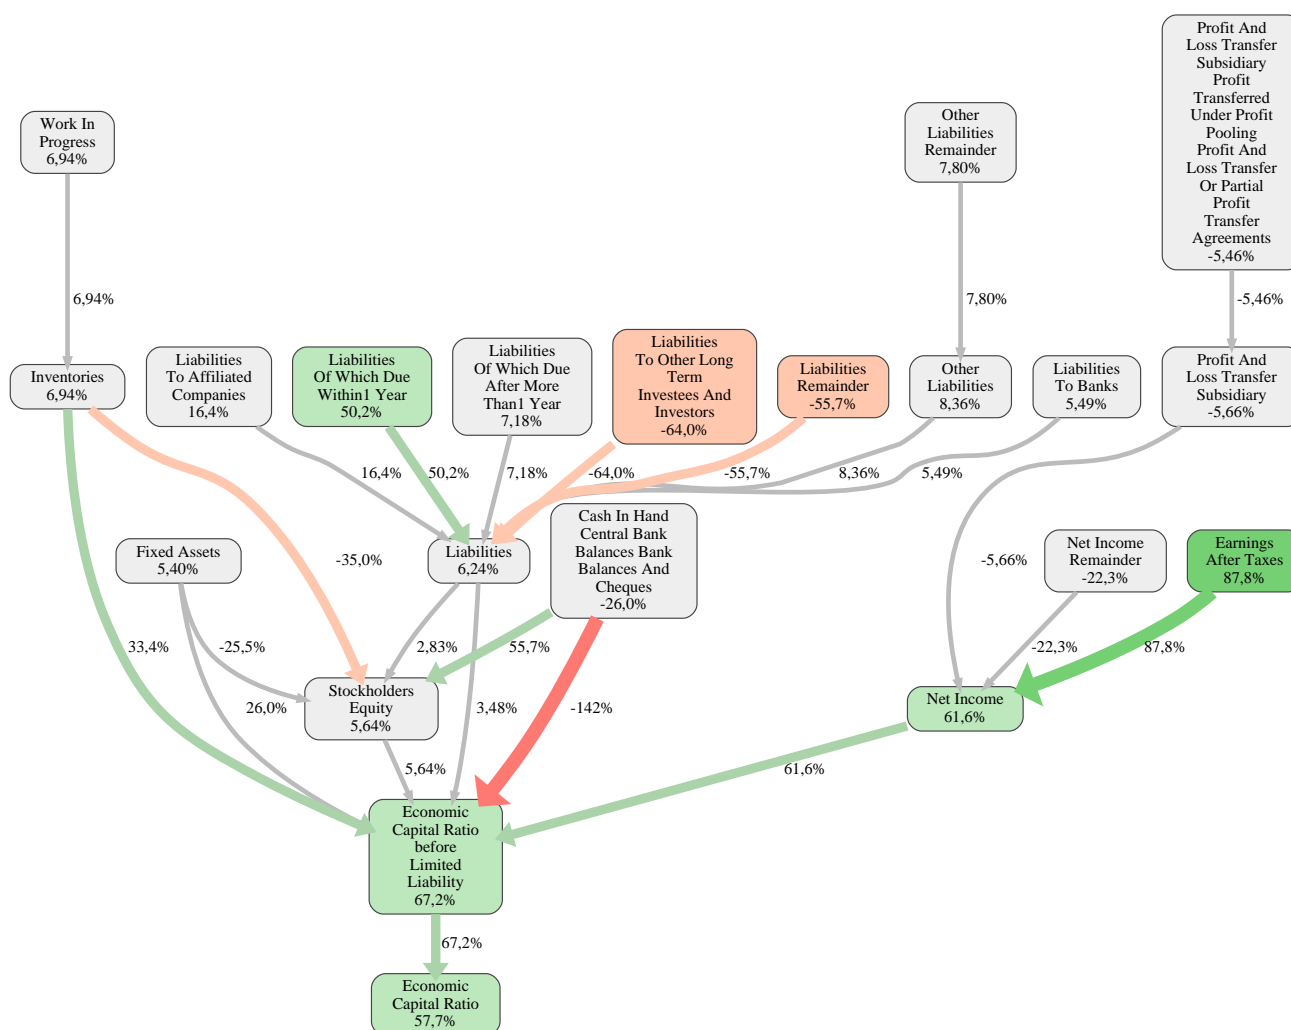 Profit And
Loss Transfer
Subsidiary
Profit
Transferred
Under Profit
Pooling
Profit And
Loss Transfer
Or Partial
Profit
Transfer
Agreements
-5,46%
Work In
Progress
6,94%
Other
Liabilities
Remainder
7,80%
6,94%
7,80%
-5,46%
Inventories
6,94%
Liabilities
To Affiliated
Companies
16,4%
Liabilities
Of Which Due
Within1 Year
50,2%
Liabilities
Of Which Due
After More
Than1 Year
7,18%
Liabilities
To Other Long
Term
Investees And
Investors
-64,0%
Liabilities
Remainder
-55,7%
Other
Liabilities
8,36%
Liabilities
To Banks
5,49%
Profit And
Loss Transfer
Subsidiary
-5,66%
16,4%
50,2%
7,18%
-64,0%
-55,7%
8,36%
5,49%
Fixed Assets
5,40%
-35,0%
Liabilities
6,24%
Cash In Hand
Central Bank
Balances Bank
Balances And
Cheques
-26,0%
-5,66%
Net Income
Remainder
-22,3%
Earnings
After Taxes
87,8%
33,4%
-25,5%
2,83%
55,7%
-22,3%
87,8%
Stockholders
Equity
5,64%
26,0%
3,48%
-142%
Net Income
61,6%
5,64%
61,6%
Economic
Capital Ratio
before
Limited
Liability
67,2%
67,2%
Economic
Capital Ratio
57,7%